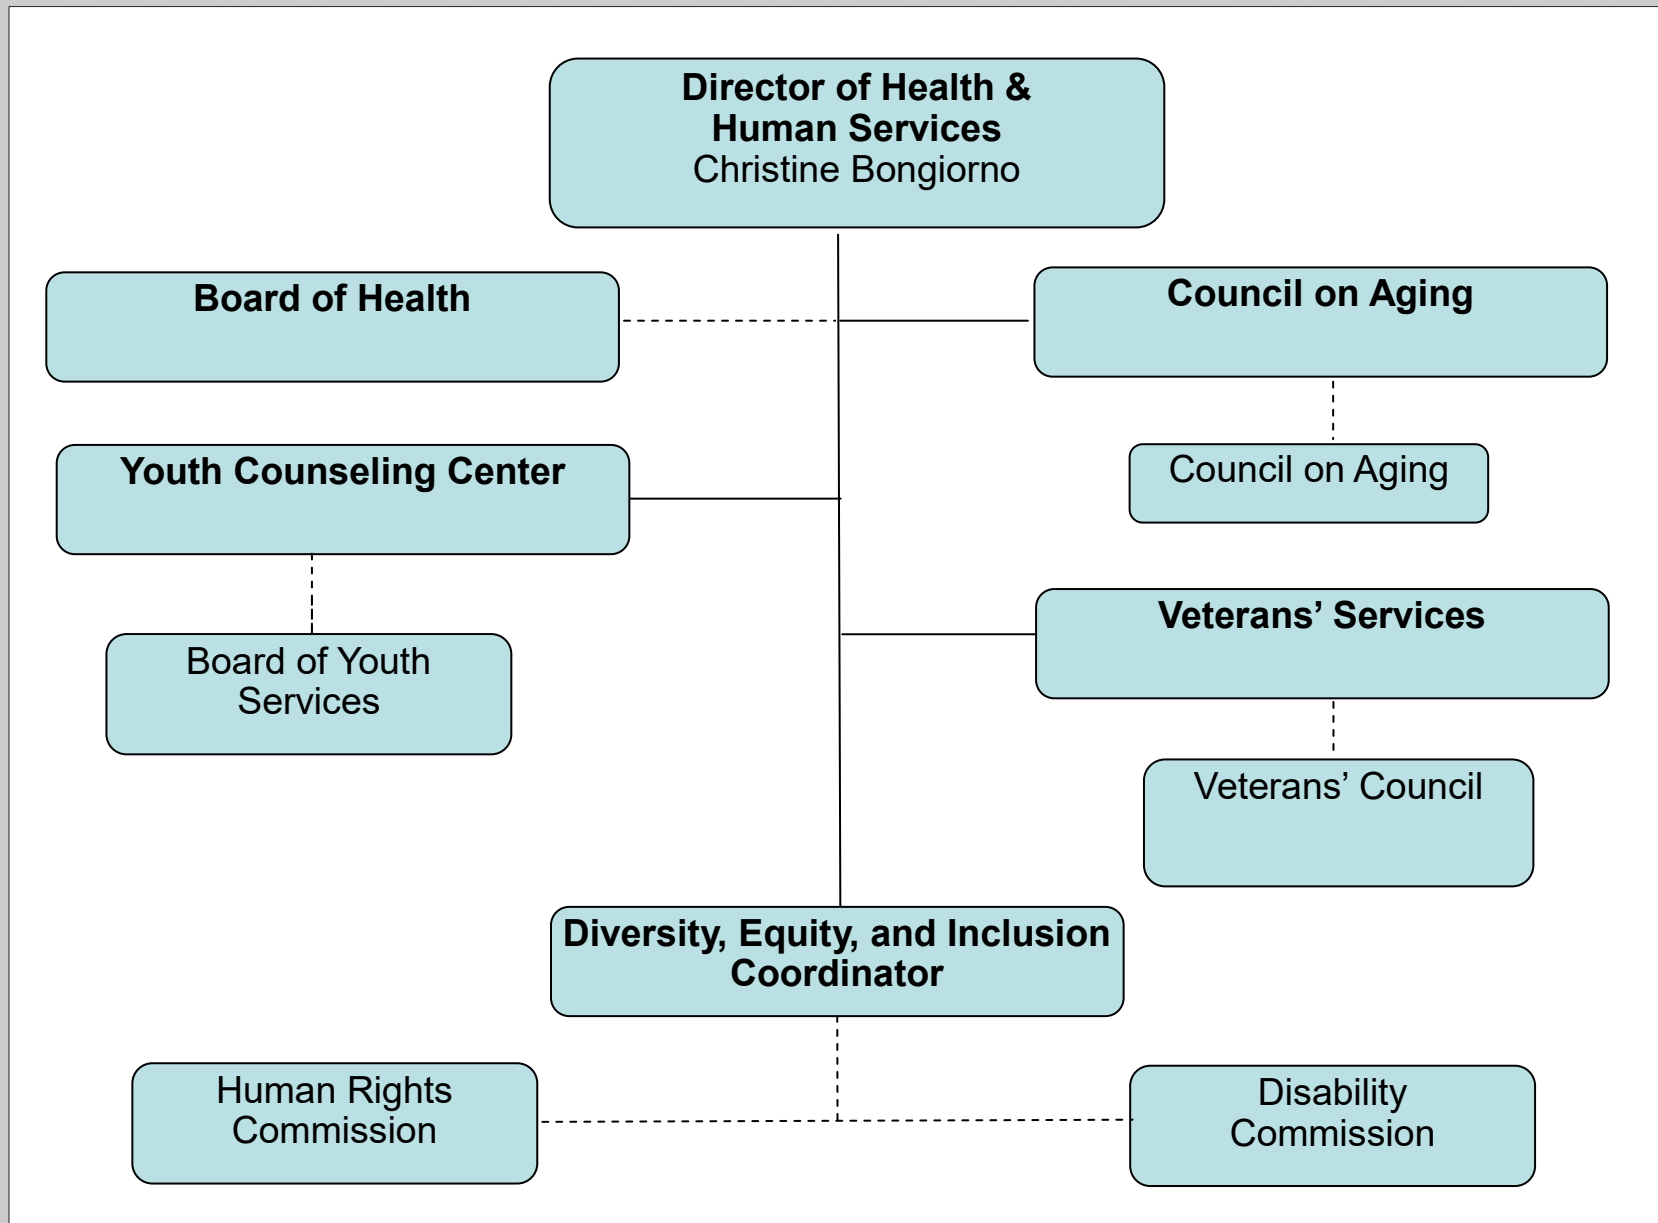 Director of Health &
Human Services
Christine Bongiorno
Board of Health
Council on Aging
Youth Counseling Center
Council on Aging
Board of Youth
Services
Veterans’ Services
Veterans’ Council
Diversity, Equity, and Inclusion
Coordinator
Human Rights
Commission
Disability
Commission